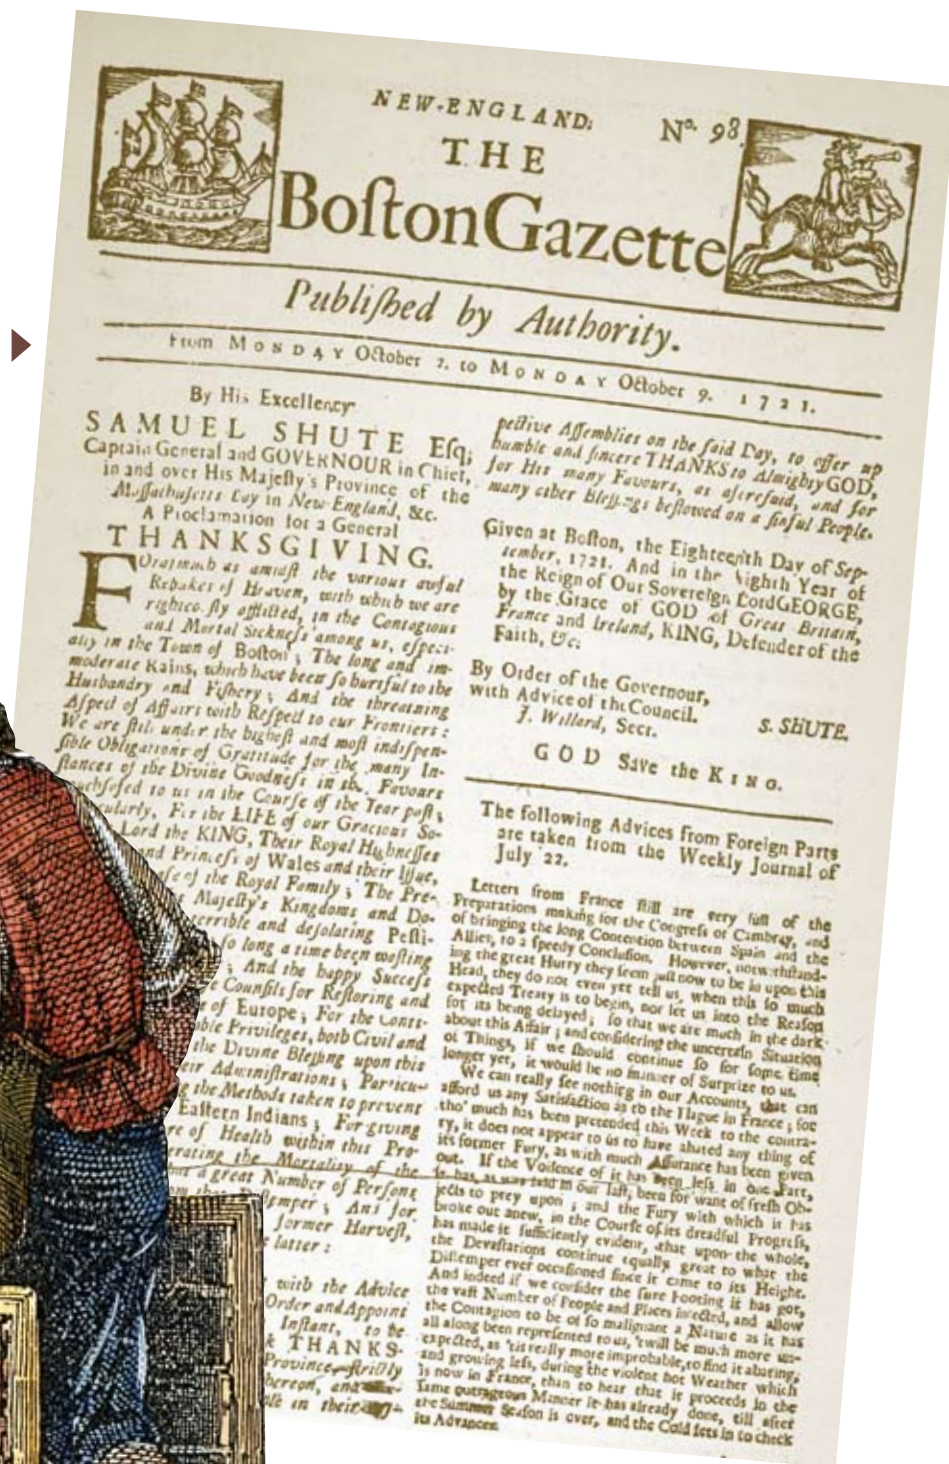 NEW-ENGLAND:
Nº. 98.
THE
Boſton Gazette
Publiſhed by Authority.
From MONDAY October 2. to MONDAY October 9. 1721.
By His Excellency
SAMUEL SHUTE Eſq;
Captain General and GOVERNOUR in Chief,
in and over His Majeſty's Province of the
Maſſachuſetts Bay in New-England, &c.
A Proclamation for a General
THANKSGIVING.
FOraſmuch as amidſt the various awful
Rebukes of Heaven, with which we are
righteouſly afflicted, in the Contagious
and Mortal Sickneſs among us, eſpeci-
ally in the Town of Boſton; The long and im-
moderate Rains, which have been ſo hurtful to the
Husbandry and Fiſhery; And the threatning
Aſpect of Affairs with Reſpect to our Frontiers:
We are ſtill under the higheſt and moſt indiſpen-
ſible Obligations of Gratitude for the many In-
ſtances of the Divine Goodneſs in the Favours
in the Courſe of the Year paſt,
For the LIFE of our Gracious So-
Lord the KING, Their Royal Highneſſes
and Princeſs of Wales and their Iſſue,
of the Royal Family; The Pre-
Majeſty's Kingdoms and Do-
terrible and deſolating Peſti-
ſo long a time been waſting
; And the happy Succeſs
Counſils for Reſtoring and
of Europe; For the Conti-
Privileges, both Civil and
the Divine Bleſſing upon this
Adminiſtrations; Particu-
the Methods taken to prevent
Eaſtern Indians; For giving
of Health within this Pro-
the Mortality of the
a great Number of Perſons
And for
former Harveſt,
latter:
with the Advice
Order and Appoint
Inſtant, to be
THANKS-
Province, ſtrictly
and
in their
pective Aſſemblies on the ſaid Day, to offer up
humble and ſincere THANKS to Almighty GOD,
for His many Favours, as aforeſaid, and for
many other Bleſſings beſtowed on a ſinful People.
Given at Boſton, the Eighteenth Day of Sep-
tember, 1721. And in the Eighth Year of
the Reign of Our Sovereign Lord GEORGE,
by the Grace of GOD of Great Britain,
France and Ireland, KING, Defender of the
Faith, &c.
By Order of the Governour,
with Advice of the Council.
J. Willard, Secr.
S. SHUTE.
GOD Save the KING.
The following Advices from Foreign Parts
are taken from the Weekly Journal of
July 22.
Letters from France ſtill are very full of the
Preparations making for the Congreſs of Cambray, and
of bringing the long Contention between Spain and the
Allies, to a ſpeedy Concluſion. However, notwithſtand-
ing the great Hurry they ſeem juſt now to be in upon this
Head, they do not even yet tell us, when this ſo much
expected Treaty is to begin, nor let us into the Reaſon
for its being delayed; ſo that we are much in the dark
about this Affair; and conſidering the uncertain Situation
of Things, if we ſhould continue ſo for ſome time
longer yet, it would be no manner of Surprize to us.
We can really ſee nothing in our Accounts, that can
afford us any Satisfaction as to the Plague in France; for
tho' much has been pretended this Week to the contra-
ry, it does not appear to us to have abated any thing of
its former Fury, as with much Aſſurance has been given
out. If the Voilence of it has been leſs in one Part,
it has, as was told in our laſt, been for want of freſh Ob-
jects to prey upon; and the Fury with which it has
broke out anew, in the Courſe of its dreadful Progreſs,
has made it ſufficiently evident, that upon the whole,
the Devaſtations continue equally great to what the
Diſtemper ever occaſioned ſince it came to its Height.
And indeed if we conſider the ſure Footing it has got,
the vaſt Number of People and Places infected, and allow
the Contagion to be of ſo malignant a Nature as it has
all along been repreſented to us, 'twill be much more un-
expected, as 'tis really more improbable, to find it abating,
and growing leſs, during the violent hot Weather which
is now in France, than to hear that it proceeds in the
ſame outrageous Manner it has already done, till after
the Summer Seaſon is over, and the Cold ſets in to check
its Advances.